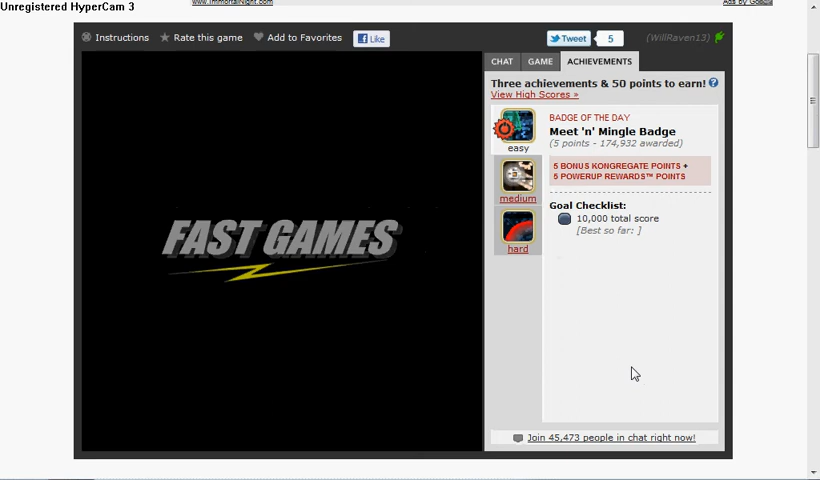 Unregistered HyperCam 3
www.ImmortalNight.com
Ads by Google
Instructions
Rate this game
Add to Favorites
Like
Tweet
5
(WillRaven13)
CHAT
GAME
ACHIEVEMENTS
Three achievements & 50 points to earn!
?
View High Scores »
BADGE OF THE DAY
Meet 'n' Mingle Badge
(5 points - 174,932 awarded)
easy
5 BONUS KONGREGATE POINTS +
5 POWERUP REWARDS™ POINTS
medium
Goal Checklist:
10,000 total score
[Best so far: ]
hard
FAST GAMES
Join 45,473 people in chat right now!